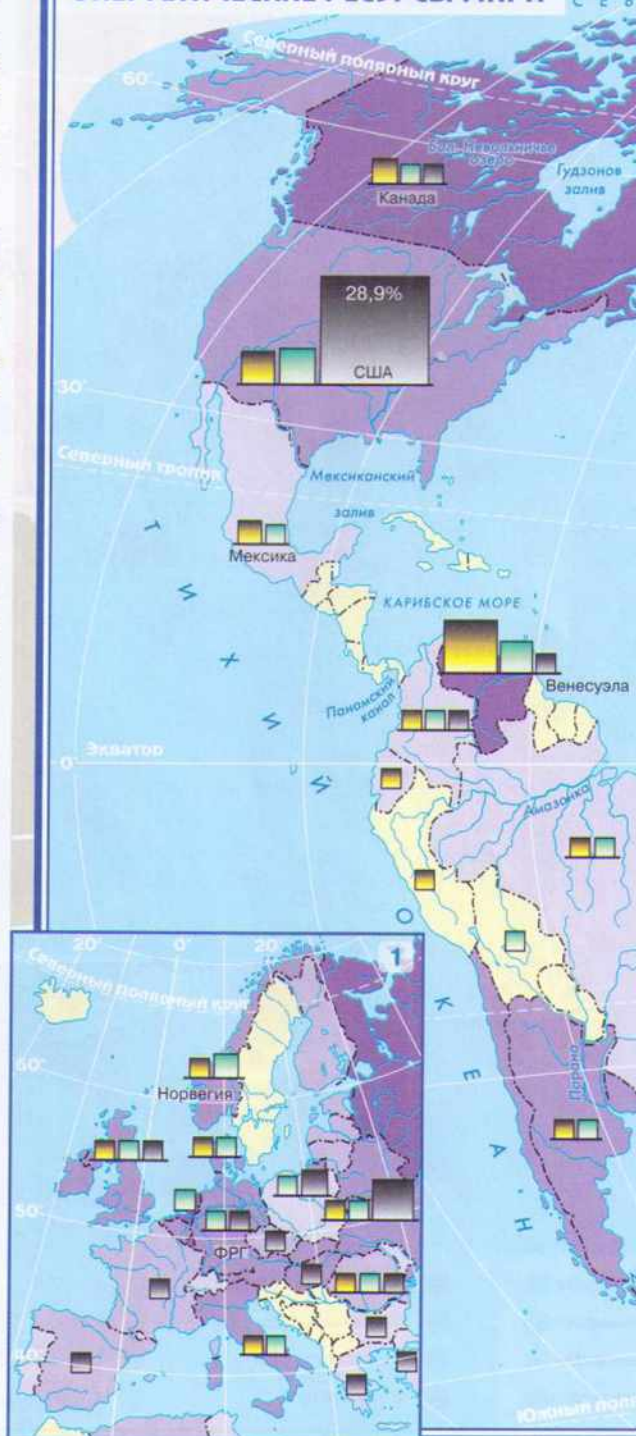 Северный полярный круг
60°
Бол. Невольничье
озеро
Гудзонов
залив
Канада
28,9%
США
30°
Северный тропик
Мексиканский
залив
Мексика
КАРИБСКОЕ МОРЕ
Панамский
канал
Венесуэла
0°
Экватор
Амазонка
Т И Х И Й
О К Е А Н
Парана
20°
0°
20°
1
Северный полярный круг
60°
Норвегия
50°
ФРГ
40°